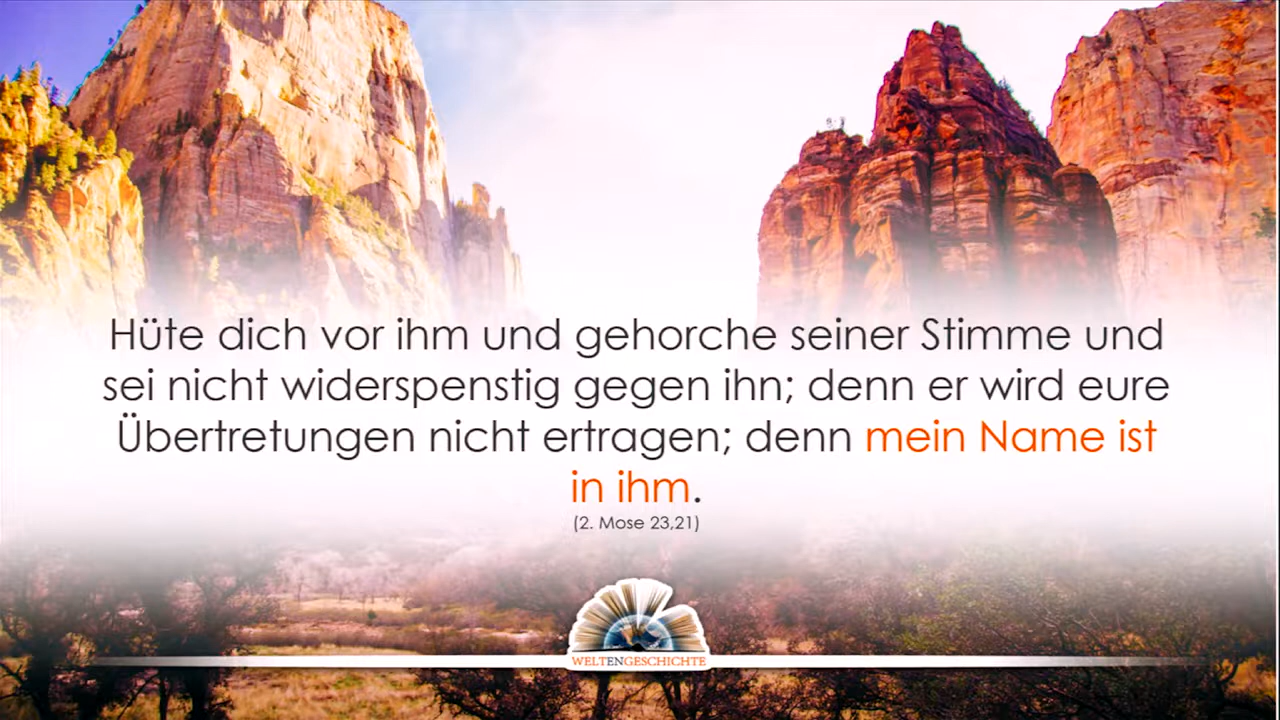 Hüte dich vor ihm und gehorche seiner Stimme und
sei nicht widerspenstig gegen ihn; denn er wird eure
Übertretungen nicht ertragen; denn mein Name ist
in ihm.
(2. Mose 23,21)
WELTENGESCHICHTE